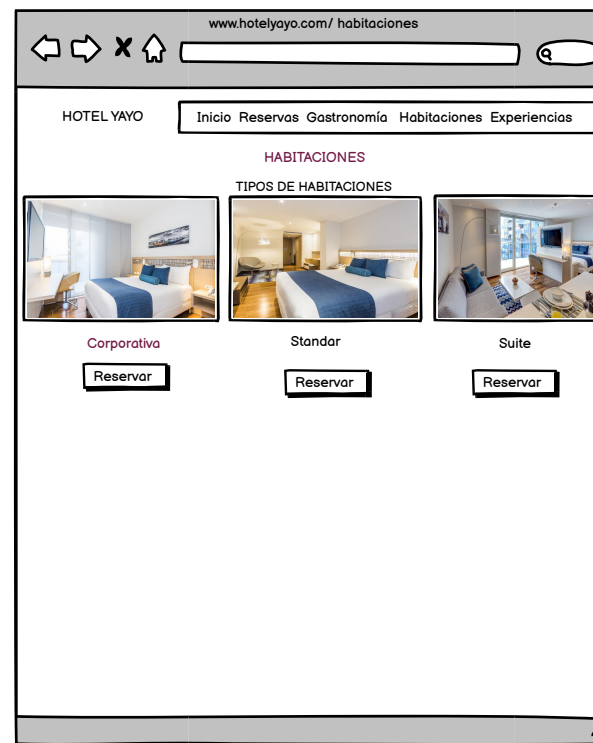 www.hotelyayo.com/ habitaciones
HOTEL YAYO
Inicio Reservas Gastronomía Habitaciones Experiencias
HABITACIONES
TIPOS DE HABITACIONES
Corporativa
Standar
Suite
Reservar
Reservar
Reservar